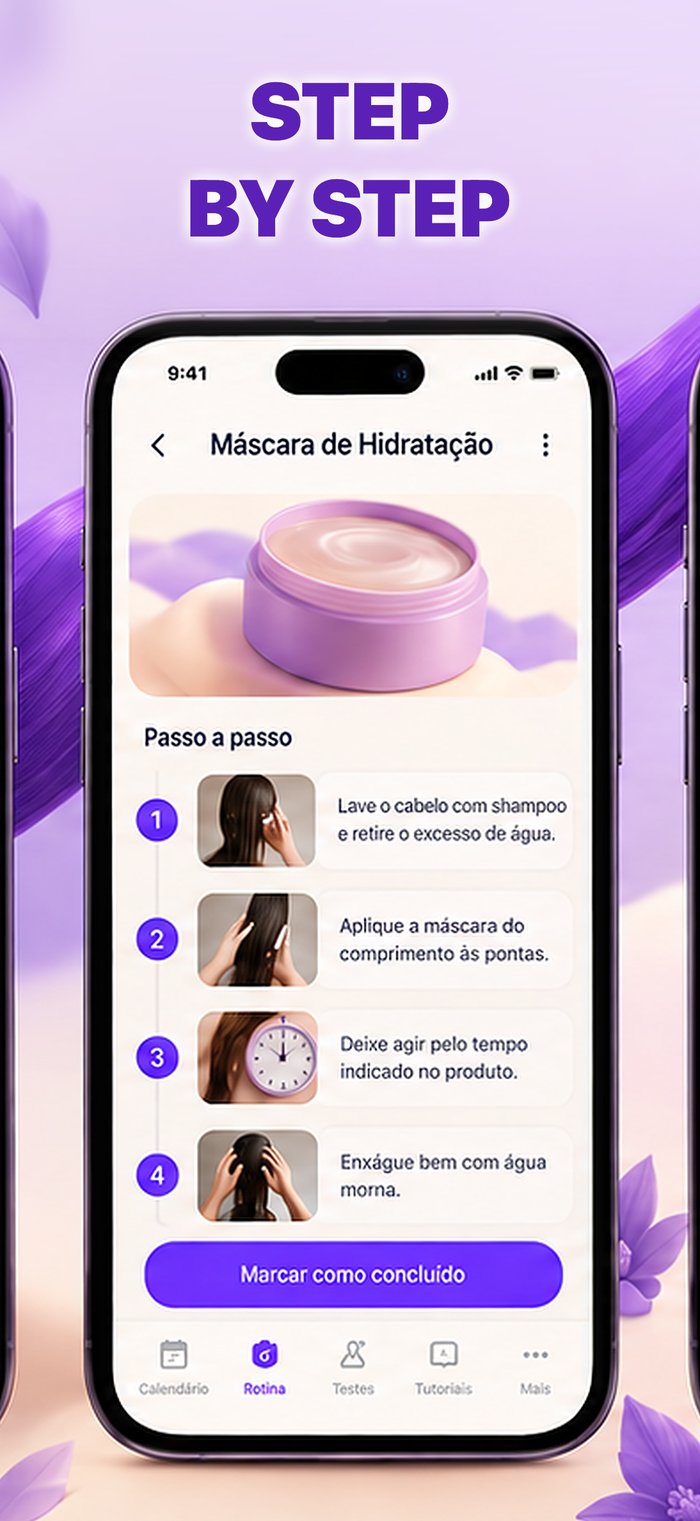 STEP
BY STEP
9:41
Máscara de Hidratação
Passo a passo
1
Lave o cabelo com shampoo
e retire o excesso de água.
2
Aplique a máscara do
comprimento às pontas.
3
Deixe agir pelo tempo
indicado no produto.
4
Enxágue bem com água
morna.
Marcar como concluído
Calendário
Rotina
Testes
Tutoriais
Mais